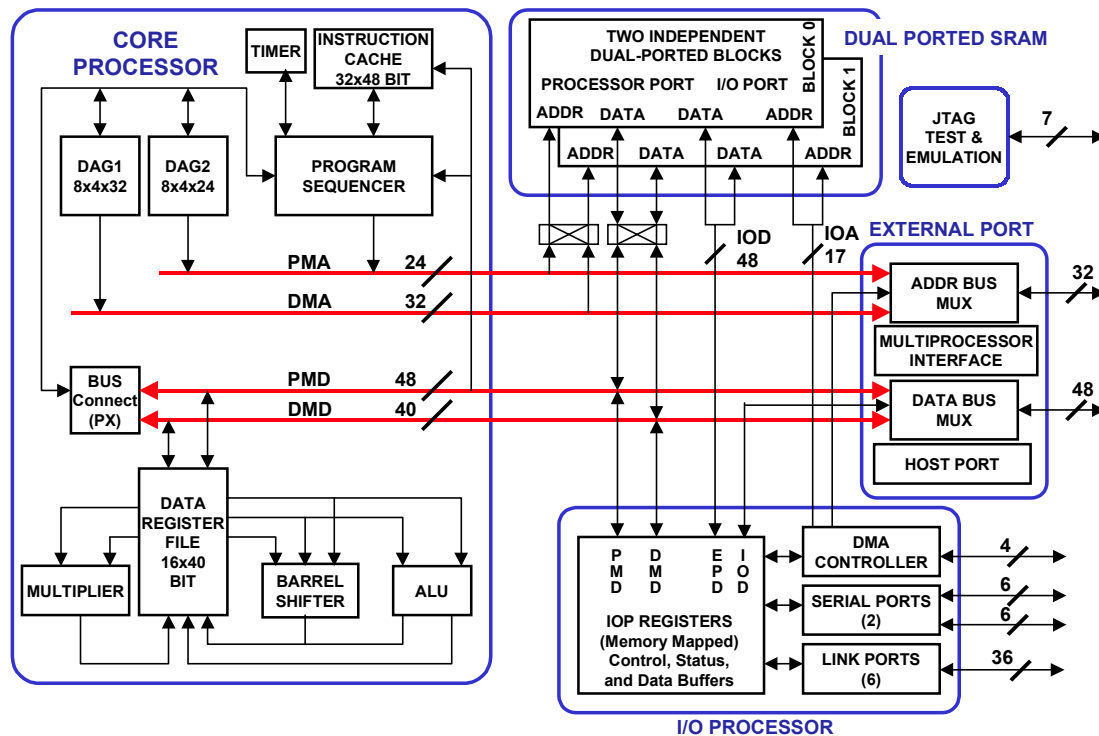 CORE
PROCESSOR
TIMER
INSTRUCTION
CACHE
32x48 BIT
DAG1
8x4x32
DAG2
8x4x24
PROGRAM
SEQUENCER
PMA
24
DMA
32
BUS
Connect
(PX)
PMD
48
DMD
40
DATA
REGISTER
FILE
16x40
BIT
MULTIPLIER
BARREL
SHIFTER
ALU
DUAL PORTED SRAM
TWO INDEPENDENT
DUAL-PORTED BLOCKS
PROCESSOR PORT
I/O PORT
BLOCK 0
BLOCK 1
ADDR
DATA
DATA
ADDR
ADDR
DATA
DATA
ADDR
IOD
48
IOA
17
JTAG
TEST &
EMULATION
7
EXTERNAL PORT
ADDR BUS
MUX
32
MULTIPROCESSOR
INTERFACE
DATA BUS
MUX
48
HOST PORT
PMD
DMD
EPD
IOD
IOP REGISTERS
(Memory Mapped)
Control, Status,
and Data Buffers
DMA
CONTROLLER
4
SERIAL PORTS
(2)
6
6
LINK PORTS
(6)
36
I/O PROCESSOR